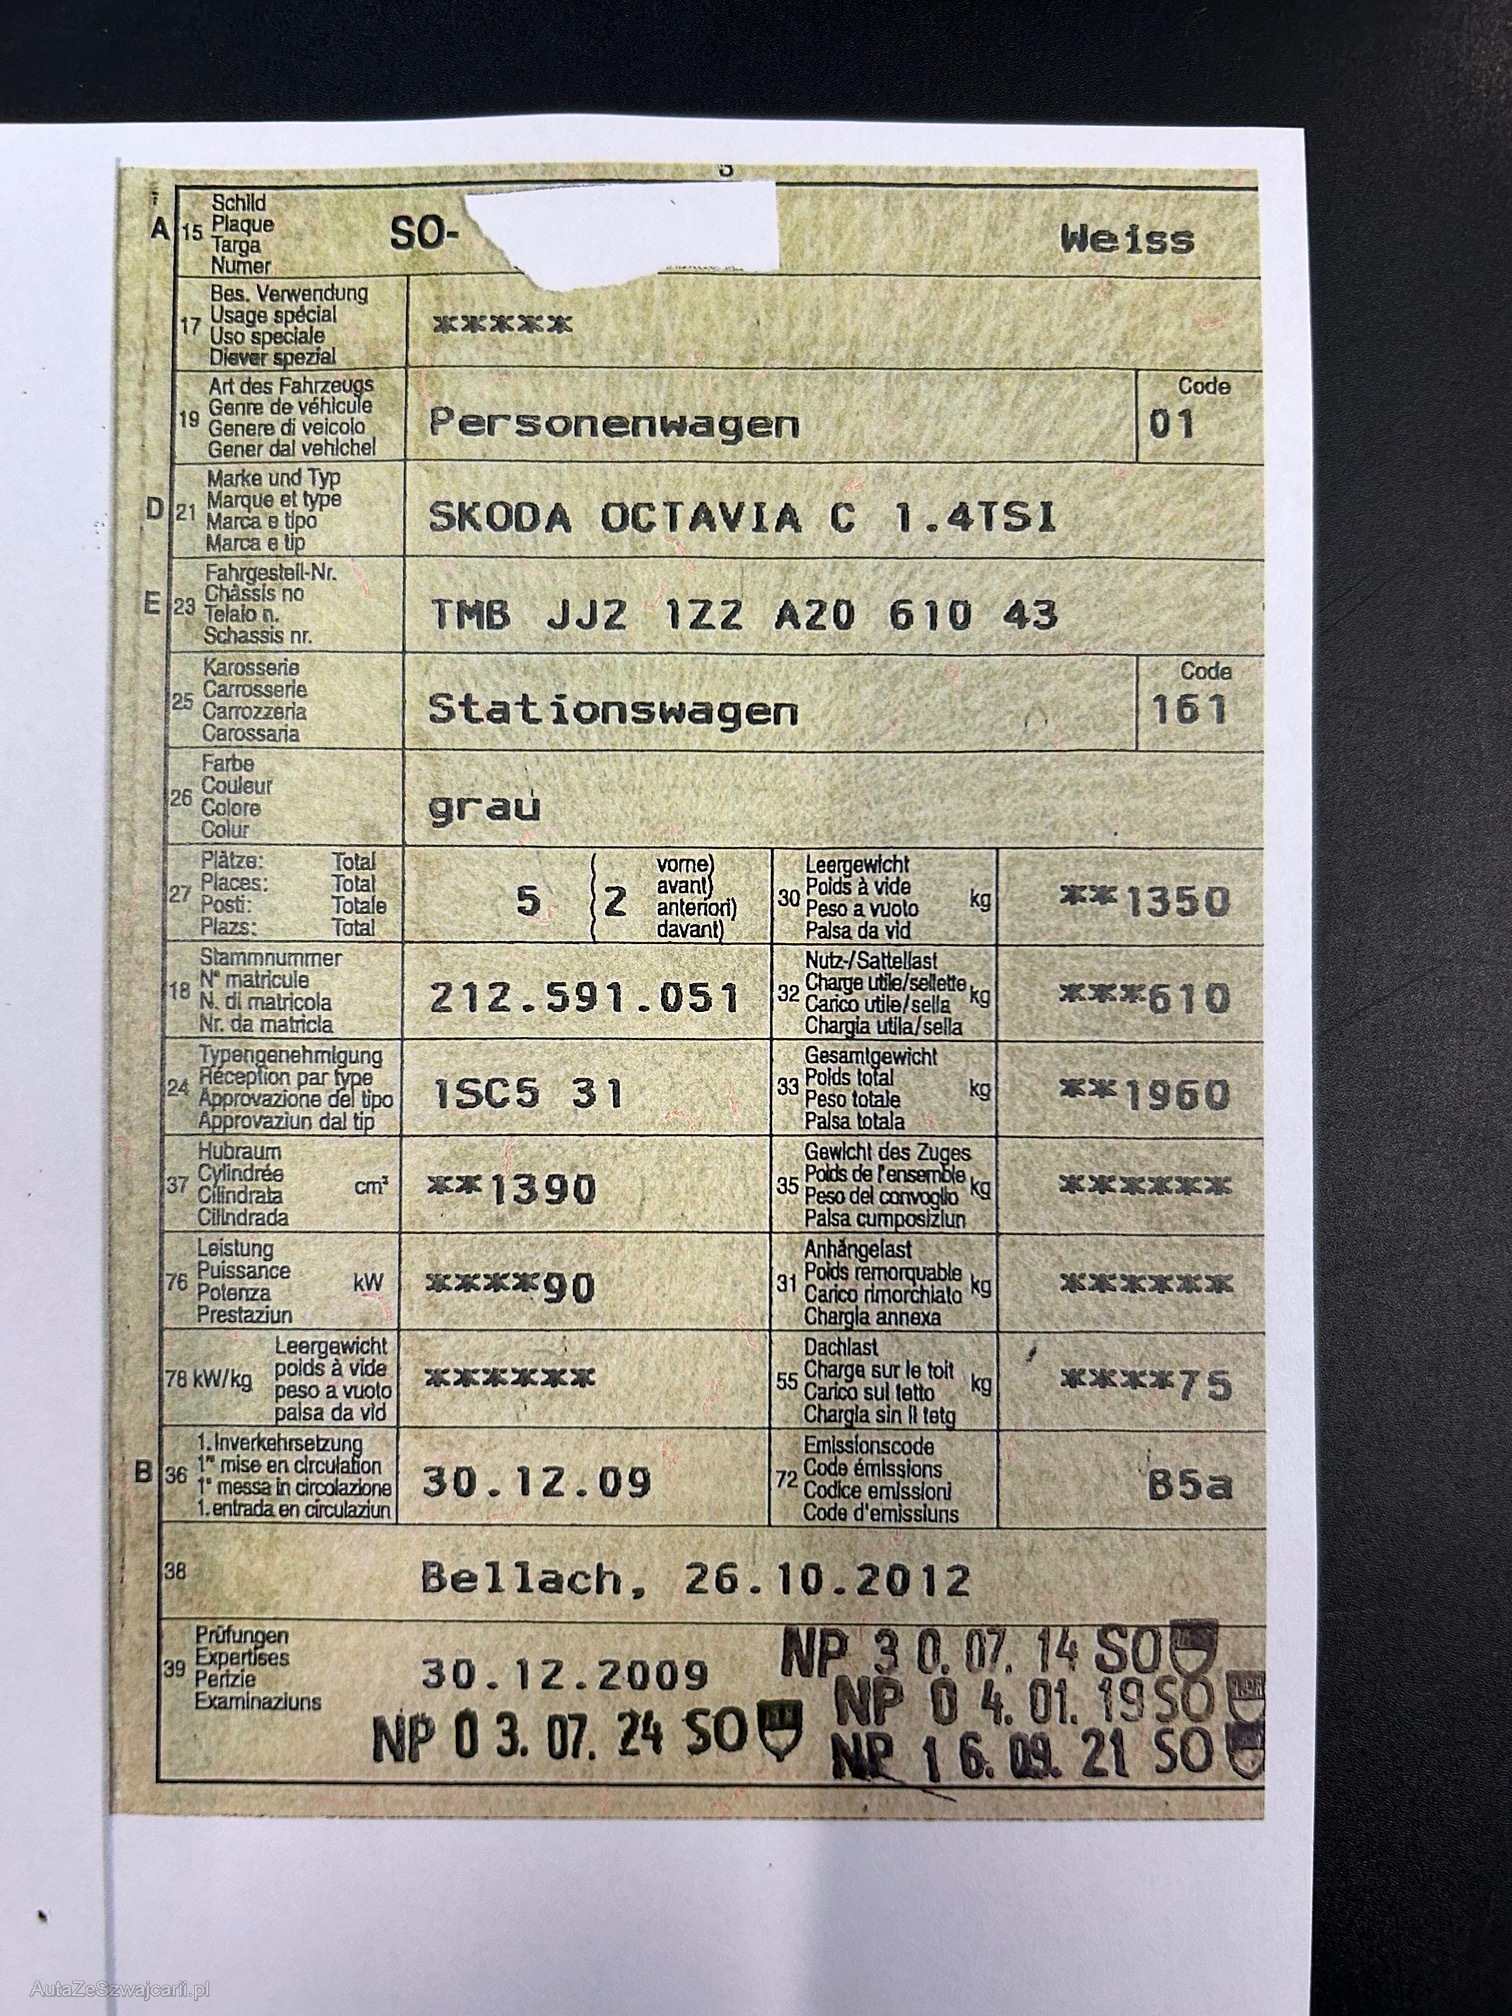 A 15 Schild
Plaque
Targa
Numer
SO-
Weiss
17 Bes. Verwendung
Usage spécial
Uso speciale
Diever spezial
*****
19 Art des Fahrzeugs
Genre de véhicule
Genere di veicolo
Gener dal vehichel
Personenwagen
Code
01
D 21 Marke und Typ
Marque et type
Marca e tipo
Marca e tip
SKODA OCTAVIA C 1.4TSI
E 23 Fahrgestell-Nr.
Châssis no
Telaio n.
Schassis nr.
TMB JJ2 1Z2 A20 610 43
25 Karosserie
Carrosserie
Carrozzeria
Carossaria
Stationswagen
Code
161
26 Farbe
Couleur
Colore
Colur
grau
27 Plätze: Total
Places: Total
Posti: Totale
Plazs: Total
5 (2 vorne)
avant)
anteriori)
davant)
30 Leergewicht
Poids à vide
Peso a vuoto
Paisa da vid
kg
**1350
18 Stammnummer
N° matricule
N. di matricola
Nr. da matricla
212.591.051
32 Nutz-/Sattellast
Charge utile/sellette
Carico utile/sella
Chargia utila/sella
kg
***610
24 Typengenehmigung
Réception par type
Approvazione del tipo
Approvaziun dal tip
1SC5 31
33 Gesamtgewicht
Poids total
Peso totale
Paisa totala
kg
**1960
37 Hubraum
Cylindrée
Cilindrata
Cilindrada
cm³
**1390
35 Gewicht des Zuges
Poids de l'ensemble
Peso del convoglio
Paisa cumposiziun
kg
******
76 Leistung
Puissance
Potenza
Prestaziun
kW
****90
31 Anhängelast
Poids remorquable
Carico rimorchiato
Chargia annexa
kg
******
78 kW/kg Leergewicht
poids à vide
peso a vuoto
paisa da vid
******
55 Dachlast
Charge sur le toit
Carico sul tetto
Chargia sin il tetg
kg
****75
B 36 1. Inverkehrsetzung
1re mise en circulation
1a messa in circolazione
1. entrada en circulaziun
30.12.09
72 Emissionscode
Code émissions
Codice emissioni
Code d'emissiuns
B5a
38 Bellach, 26.10.2012
39 Prüfungen
Expertises
Perizie
Examinaziuns
30.12.2009
NP 30.07.14 SO
NP 04.01.19 SO
NP 03.07.24 SO
NP 16.09.21 SO
AutaZeSzwajcarii.pl